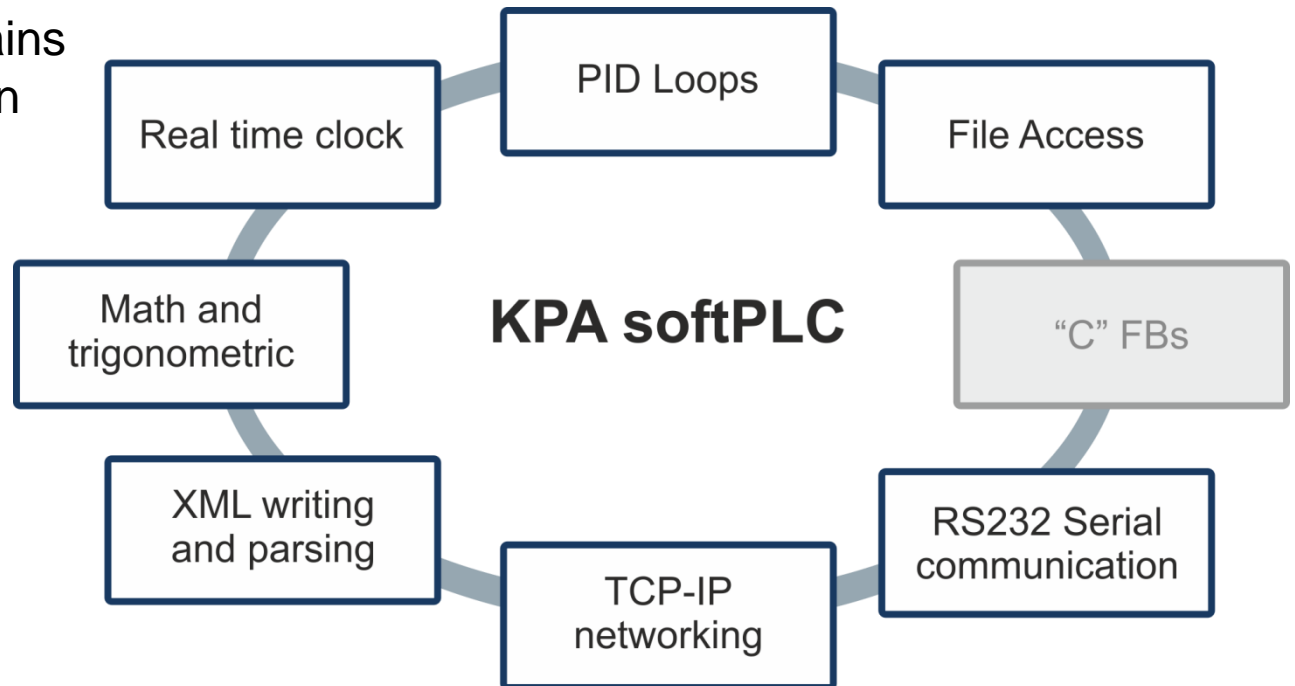 PID Loops
Real time clock
File Access
Math and
trigonometric
KPA softPLC
“C” FBs
XML writing
and parsing
RS232 Serial
communication
TCP-IP
networking